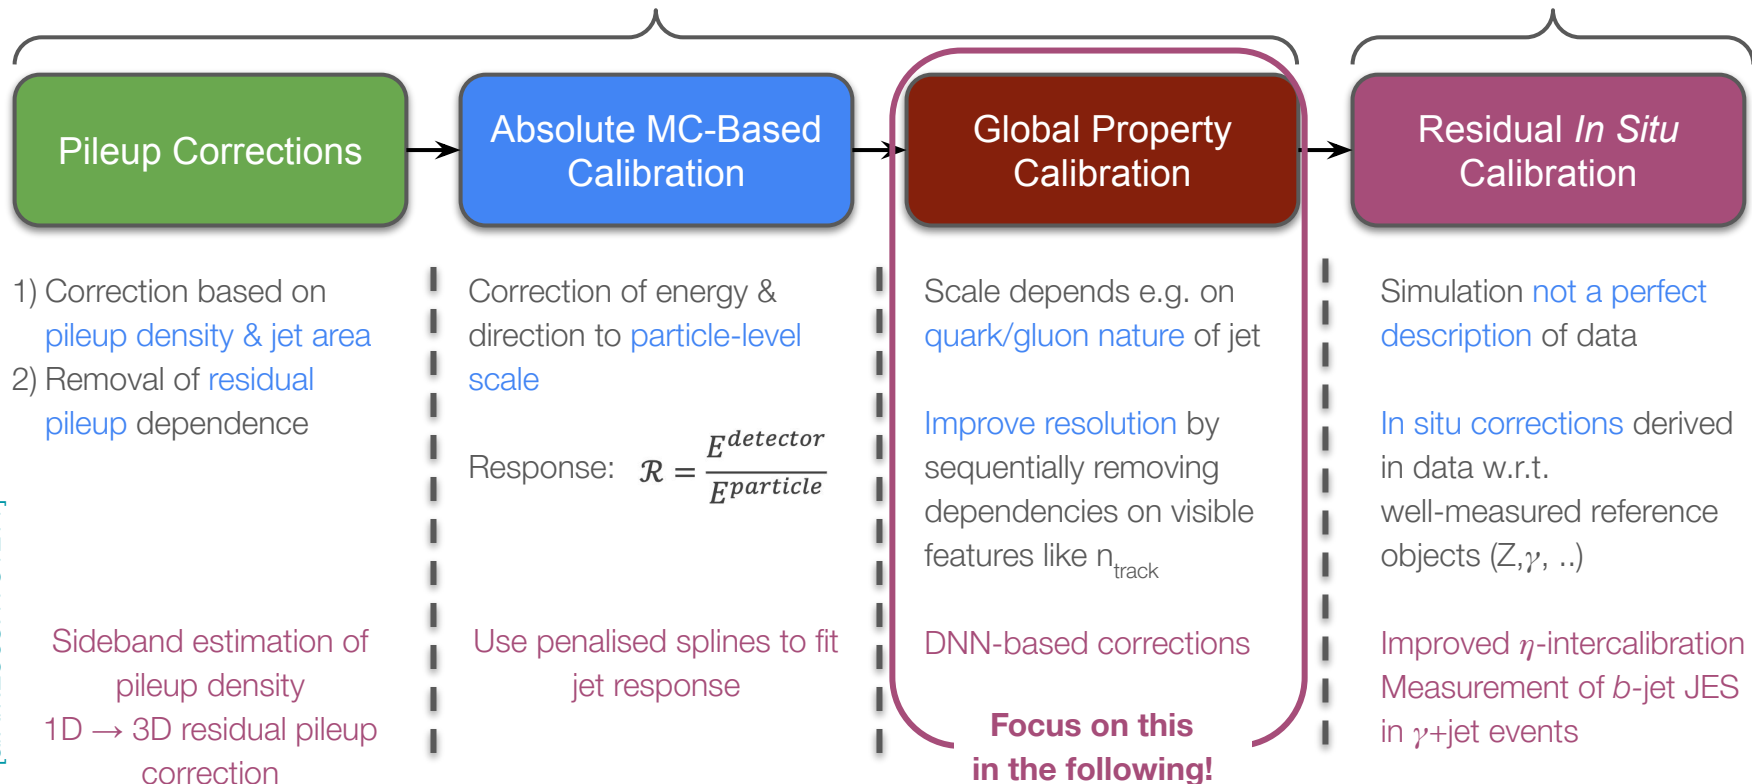 Pileup Corrections
Absolute MC-Based
Calibration
Global Property
Calibration
Residual In Situ
Calibration
1) Correction based on
pileup density & jet area
2) Removal of residual
pileup dependence
Sideband estimation of
pileup density
1D → 3D residual pileup
correction
Correction of energy &
direction to particle-level
scale
Response: ℛ = E^detector / E^particle
Use penalised splines to fit
jet response
Scale depends e.g. on
quark/gluon nature of jet
Improve resolution by
sequentially removing
dependencies on visible
features like n_track
DNN-based corrections
Focus on this
in the following!
Simulation not a perfect
description of data
In situ corrections derived
in data w.r.t.
well-measured reference
objects (Z,γ, ..)
Improved η-intercalibration
Measurement of b-jet JES
in γ+jet events